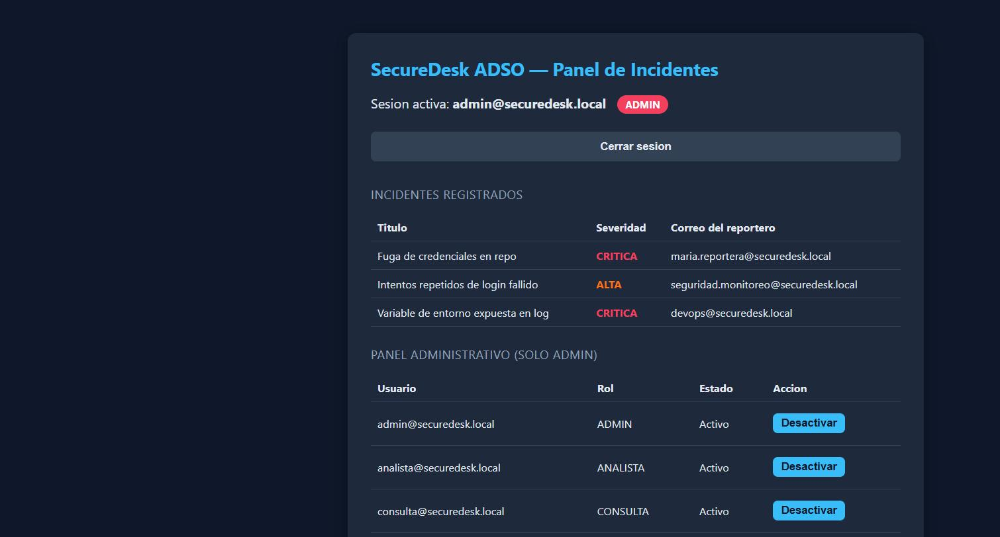 SecureDesk ADSO — Panel de Incidentes
Sesion activa: admin@securedesk.local ADMIN
Cerrar sesion
INCIDENTES REGISTRADOS
Titulo Severidad Correo del reportero
Fuga de credenciales en repo CRITICA maria.reportera@securedesk.local
Intentos repetidos de login fallido ALTA seguridad.monitoreo@securedesk.local
Variable de entorno expuesta en log CRITICA devops@securedesk.local
PANEL ADMINISTRATIVO (SOLO ADMIN)
Usuario Rol Estado Accion
admin@securedesk.local ADMIN Activo Desactivar
analista@securedesk.local ANALISTA Activo Desactivar
consulta@securedesk.local CONSULTA Activo Desactivar